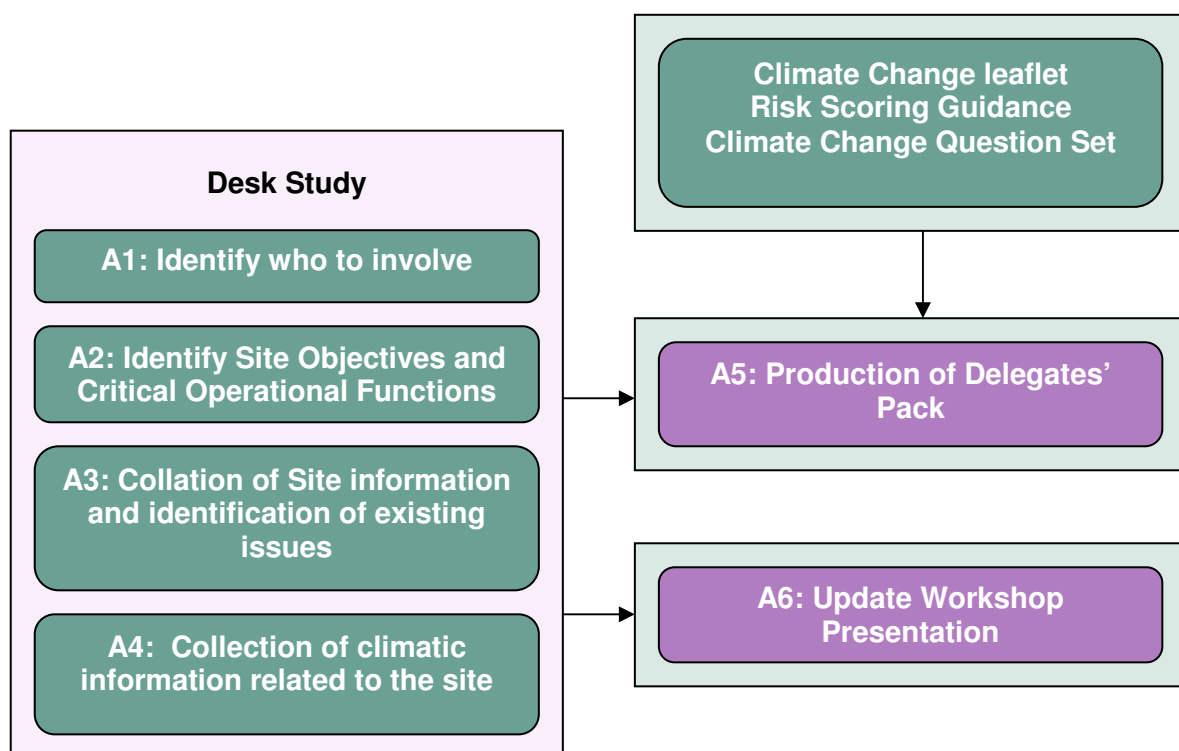 Desk Study
A1: Identify who to involve
A2: Identify Site Objectives and
Critical Operational Functions
A3: Collation of Site information
and identification of existing
issues
A4:  Collection of climatic
information related to the site
Climate Change leaflet
Risk Scoring Guidance
Climate Change Question Set
A5: Production of Delegates’
Pack
A6: Update Workshop
Presentation